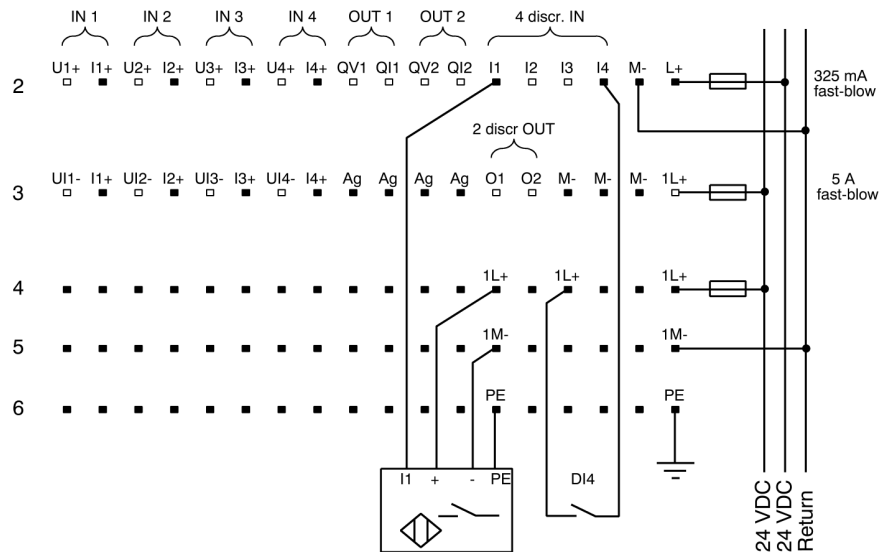 IN 1 IN 2 IN 3 IN 4 OUT 1 OUT 2 4 discr. IN
2 U1+ I1+ U2+ I2+ U3+ I3+ U4+ I4+ QV1 QI1 QV2 QI2 I1 I2 I3 I4 M- L+ 325 mA
fast-blow
2 discr OUT
3 UI1- I1+ UI2- I2+ UI3- I3+ UI4- I4+ Ag Ag Ag Ag O1 O2 M- M- M- 1L+ 5 A
fast-blow
4 1L+ 1L+ 1L+
5 1M- 1M-
6 PE PE
I1 + - PE DI4
24 VDC
24 VDC
Return